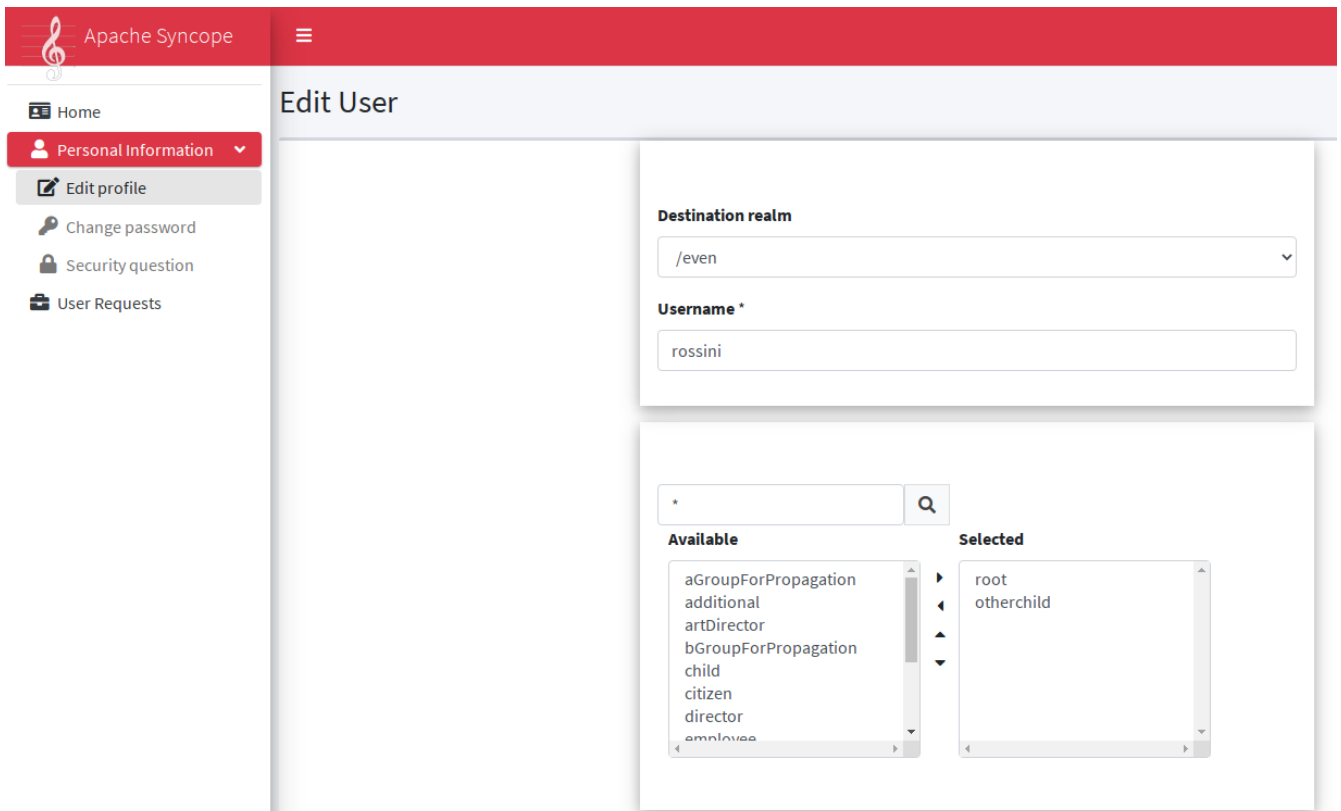 Apache Syncope
Home
Personal Information
Edit profile
Change password
Security question
User Requests
Edit User
Destination realm
/even
Username *
rossini
*
Available
aGroupForPropagation
additional
artDirector
bGroupForPropagation
child
citizen
director
employee
Selected
root
otherchild